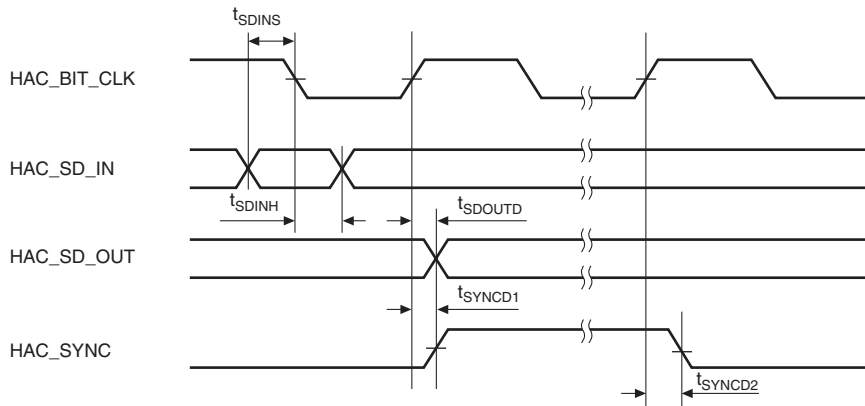 tSDINS
HAC_BIT_CLK
HAC_SD_IN
tSDINH
tSDOUTD
HAC_SD_OUT
tSYNCD1
HAC_SYNC
tSYNCD2